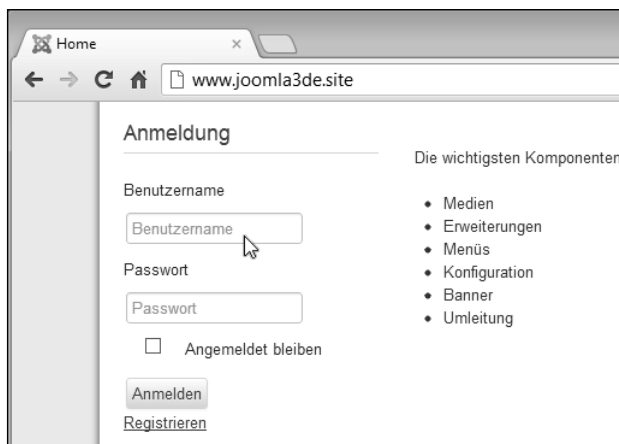 Home
www.joomla3de.site
Anmeldung
Benutzername
Benutzername
Passwort
Passwort
Angemeldet bleiben
Anmelden
Registrieren
Die wichtigsten Komponenten
Medien
Erweiterungen
Menüs
Konfiguration
Banner
Umleitung